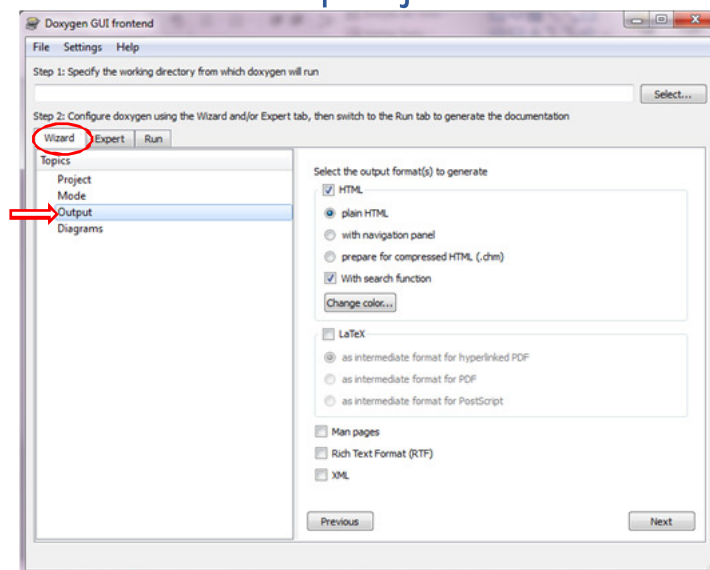 Doxygen GUI frontend
File Settings Help
Step 1: Specify the working directory from which doxygen will run
Select...
Step 2: Configure doxygen using the Wizard and/or Expert tab, then switch to the Run tab to generate the documentation
Wizard Expert Run
Topics
Project
Mode
Output
Diagrams
Select the output format(s) to generate
HTML
plain HTML
with navigation panel
prepare for compressed HTML (.chm)
With search function
Change color...
LaTeX
as intermediate format for hyperlinked PDF
as intermediate format for PDF
as intermediate format for PostScript
Man pages
Rich Text Format (RTF)
XML
Previous Next